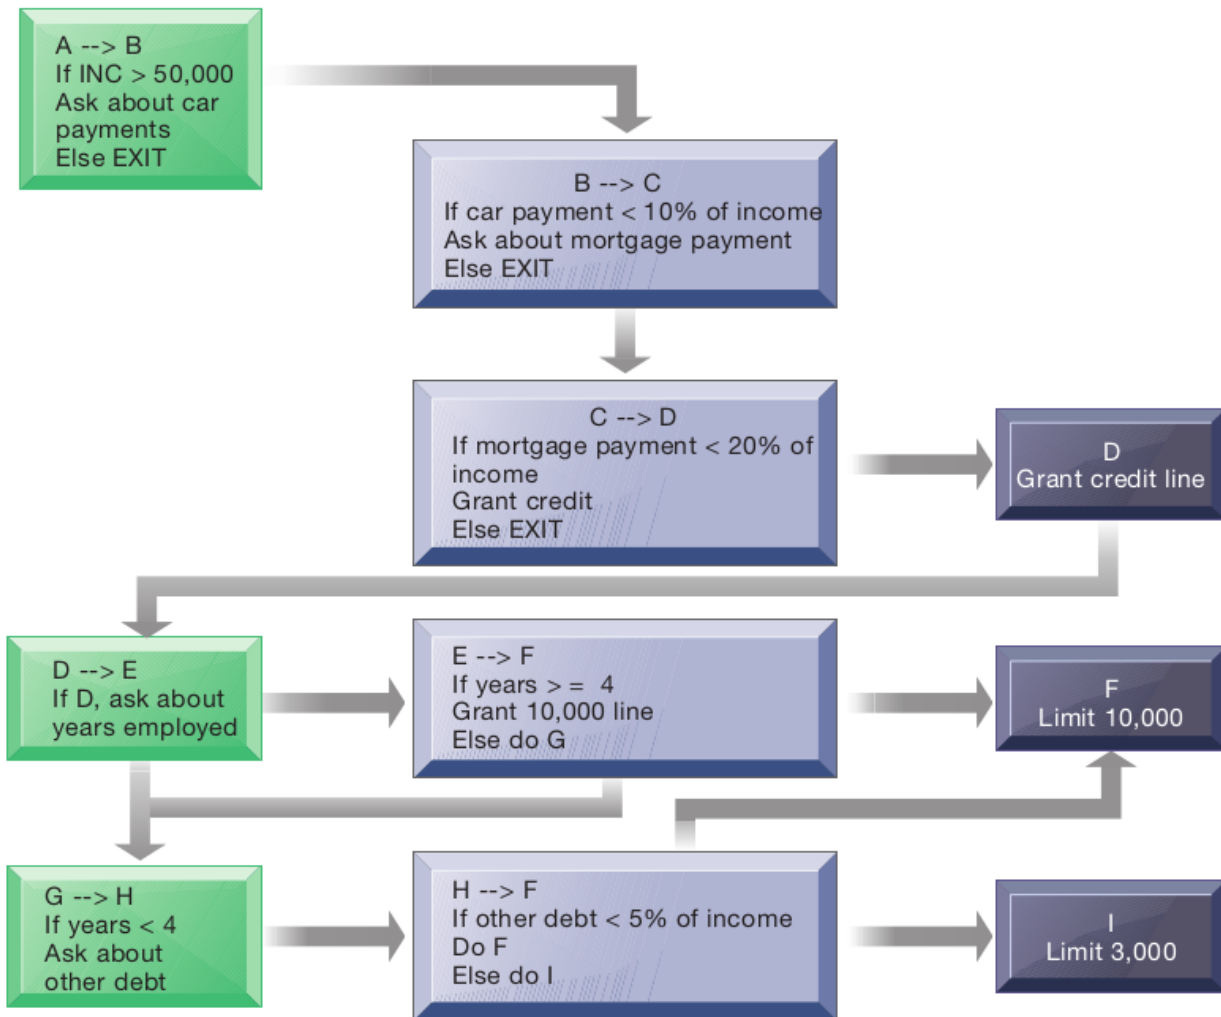 A --> B
If INC > 50,000
Ask about car
payments
Else EXIT
B --> C
If car payment < 10% of income
Ask about mortgage payment
Else EXIT
C --> D
If mortgage payment < 20% of
income
Grant credit
Else EXIT
D
Grant credit line
D --> E
If D, ask about
years employed
E --> F
If years > = 4
Grant 10,000 line
Else do G
F
Limit 10,000
G --> H
If years < 4
Ask about
other debt
H --> F
If other debt < 5% of income
Do F
Else do I
I
Limit 3,000